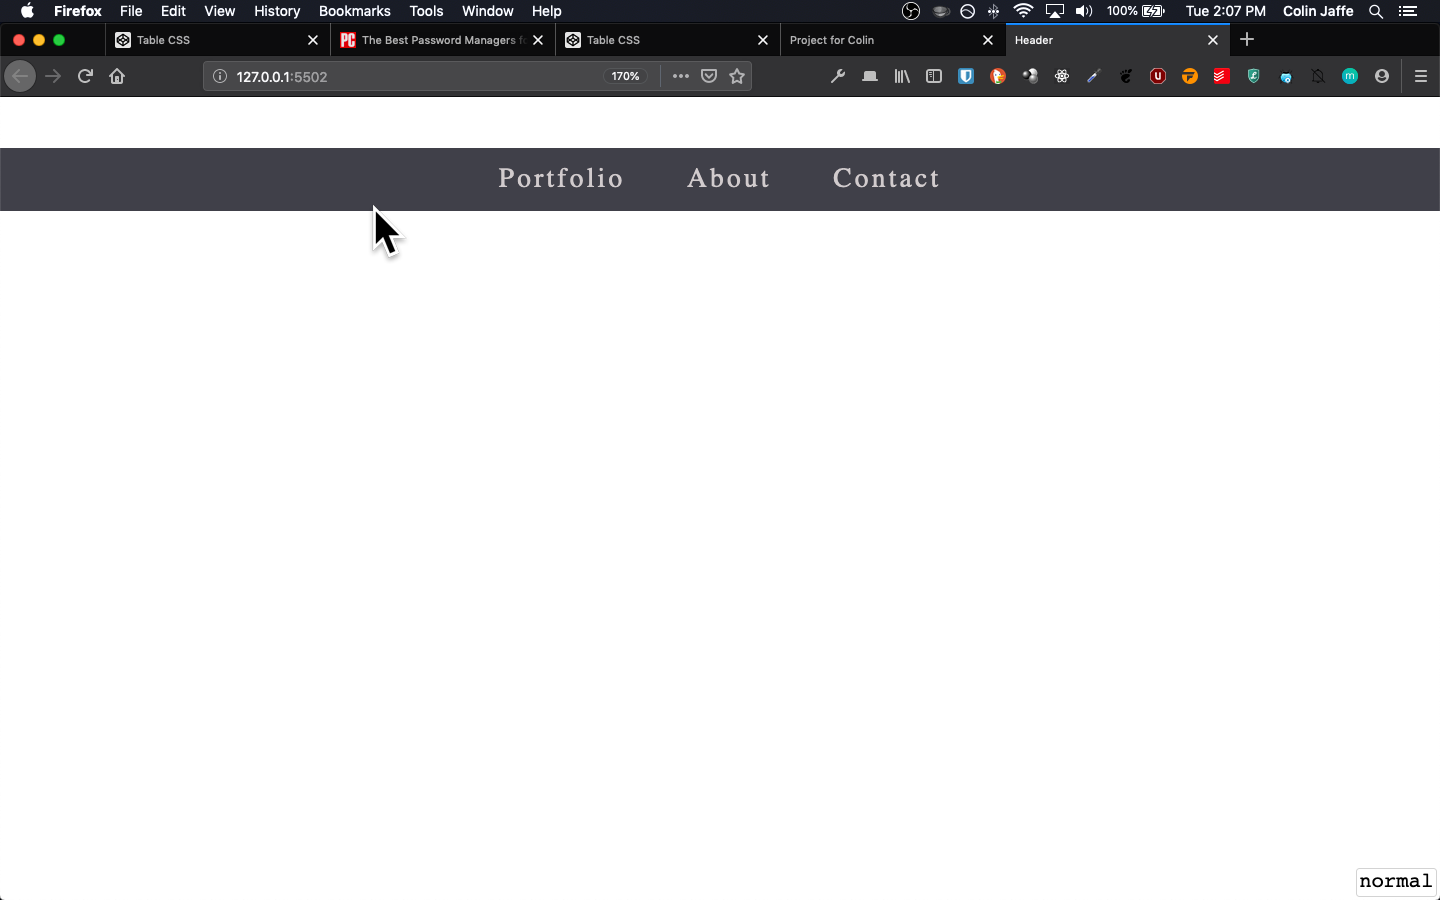 Firefox File Edit View History Bookmarks Tools Window Help 100% Tue 2:07 PM Colin Jaffe
Table CSS PC The Best Password Managers Table CSS Project for Colin Header
127.0.0.1:5502 170%
Portfolio About Contact
normal